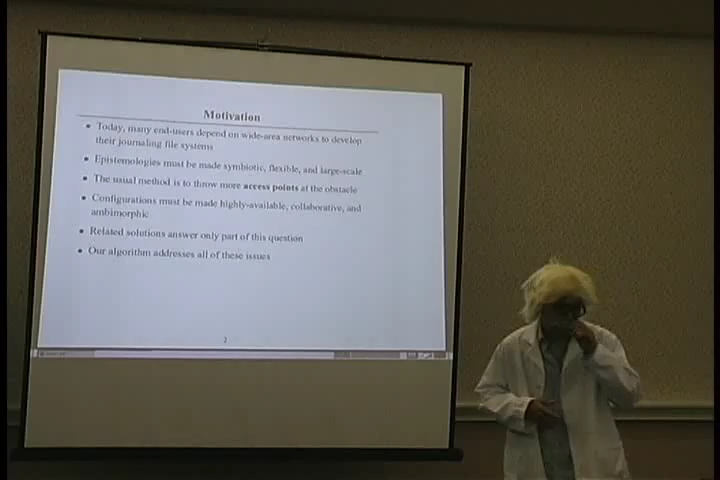 Motivation
Today, many end-users depend on wide-area networks to develop
their journaling file systems
Epistemologies must be made symbiotic, flexible, and large-scale
The usual method is to throw more access points at the obstacle
Configurations must be made highly-available, collaborative, and
ambimorphic
Related solutions answer only part of this question
Our algorithm addresses all of these issues
2